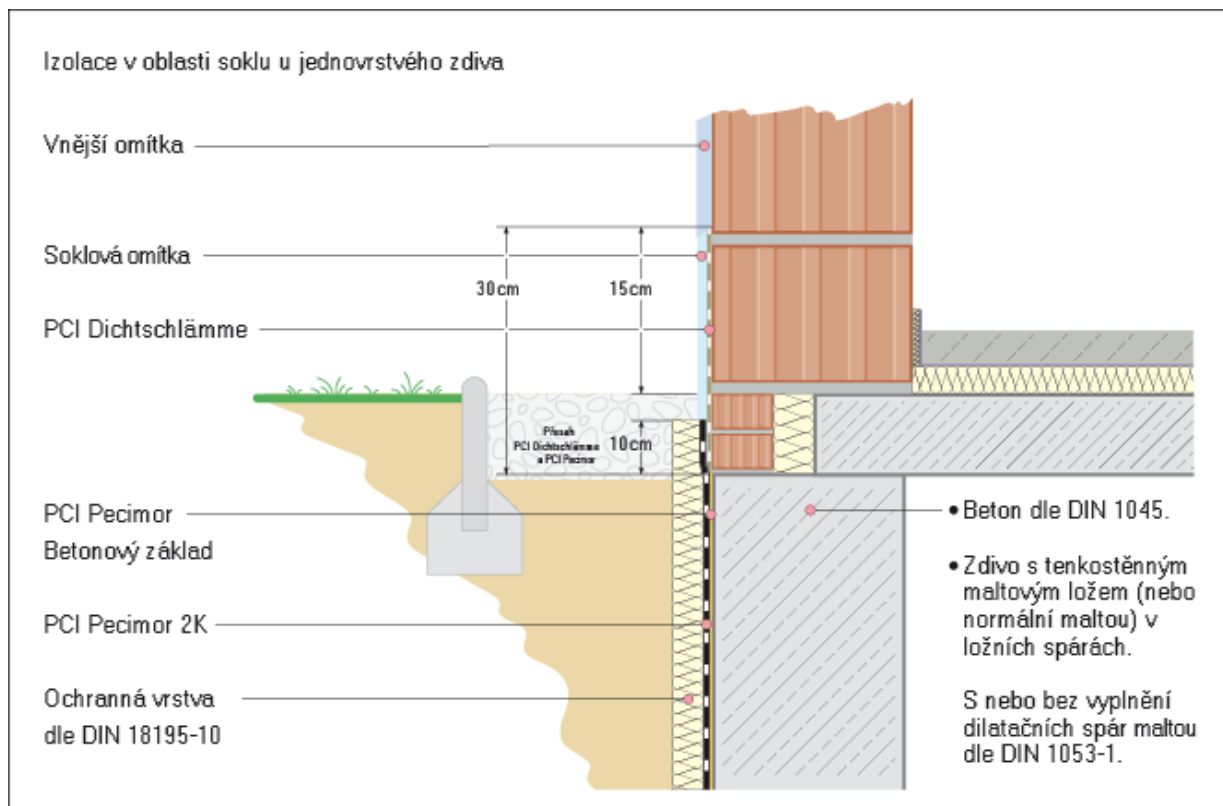 Izolace v oblasti soklu u jednovrstvého zdiva
Vnější omítka
Soklová omítka
30cm
15cm
PCI Dichtschlämme
Přesah
PCI Dichtschlämme
a PCI Pecimor
10cm
PCI Pecimor
Betonový základ
PCI Pecimor 2K
Ochranná vrstva
dle DIN 18195-10
• Beton dle DIN 1045.
• Zdivo s tenkostěnným
maltovým ložem (nebo
normální maltou) v
ložních spárách.
S nebo bez vyplnění
dilatačních spár maltou
dle DIN 1053-1.